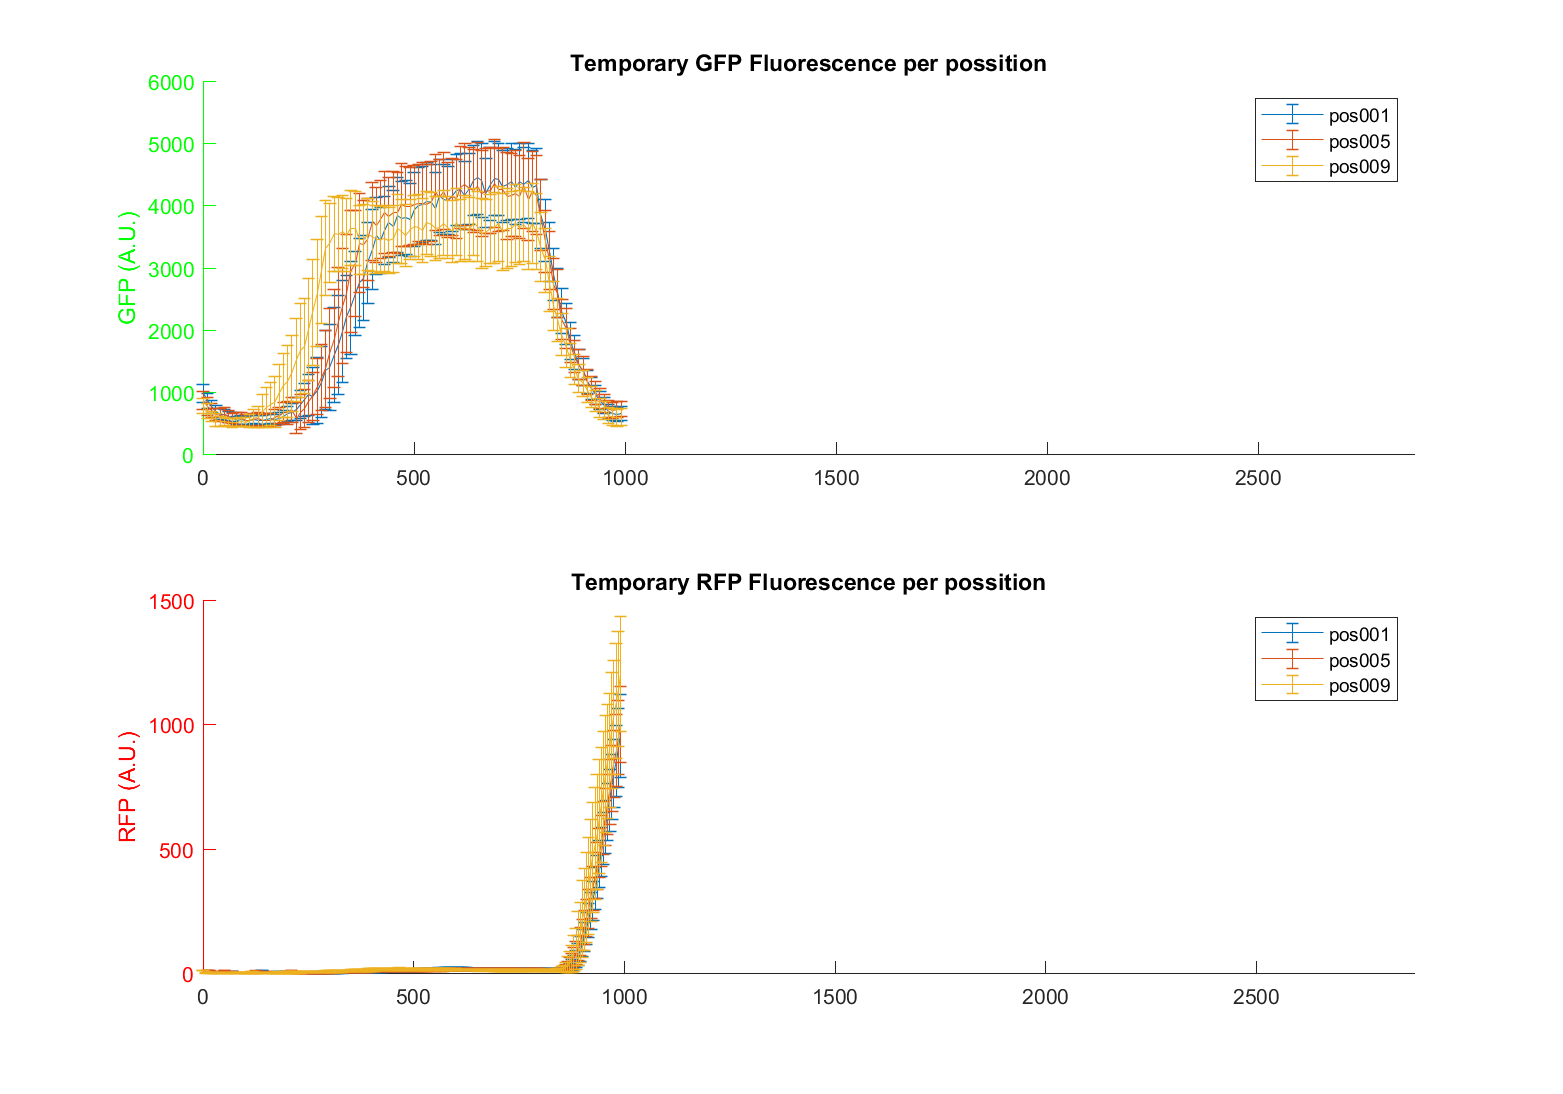 Temporary GFP Fluorescence per possition
GFP (A.U.)
6000
5000
4000
3000
2000
1000
0
0 500 1000 1500 2000 2500
pos001
pos005
pos009
Temporary RFP Fluorescence per possition
RFP (A.U.)
1500
1000
500
0
0 500 1000 1500 2000 2500
pos001
pos005
pos009